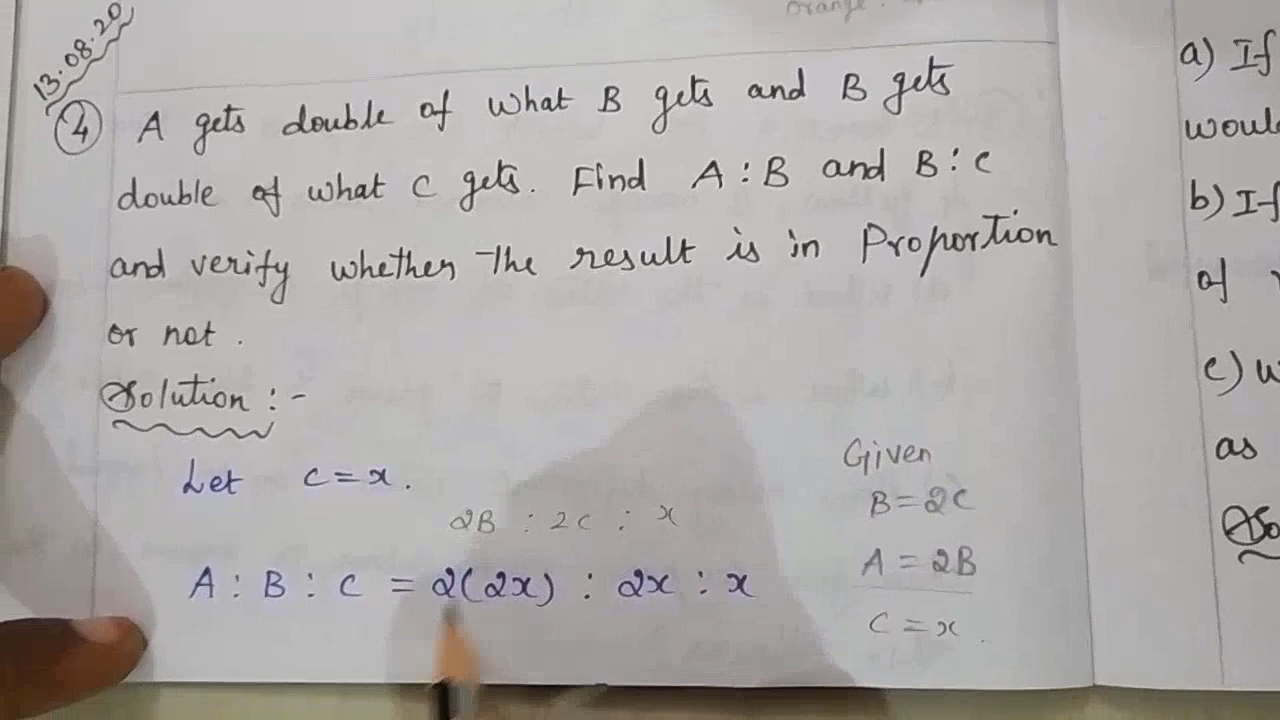 orange
13.08.20
4 A gets double of what B gets and B gets
double of what C gets. Find A : B and B : C
and verify whether the result is in Proportion
or not.
Solution :-
Let C = x.
2B : 2C : x
A : B : C = 2(2x) : 2x : x
Given
B = 2C
A = 2B
C = x
a) If
woul
b) If
of
c) W
as
So